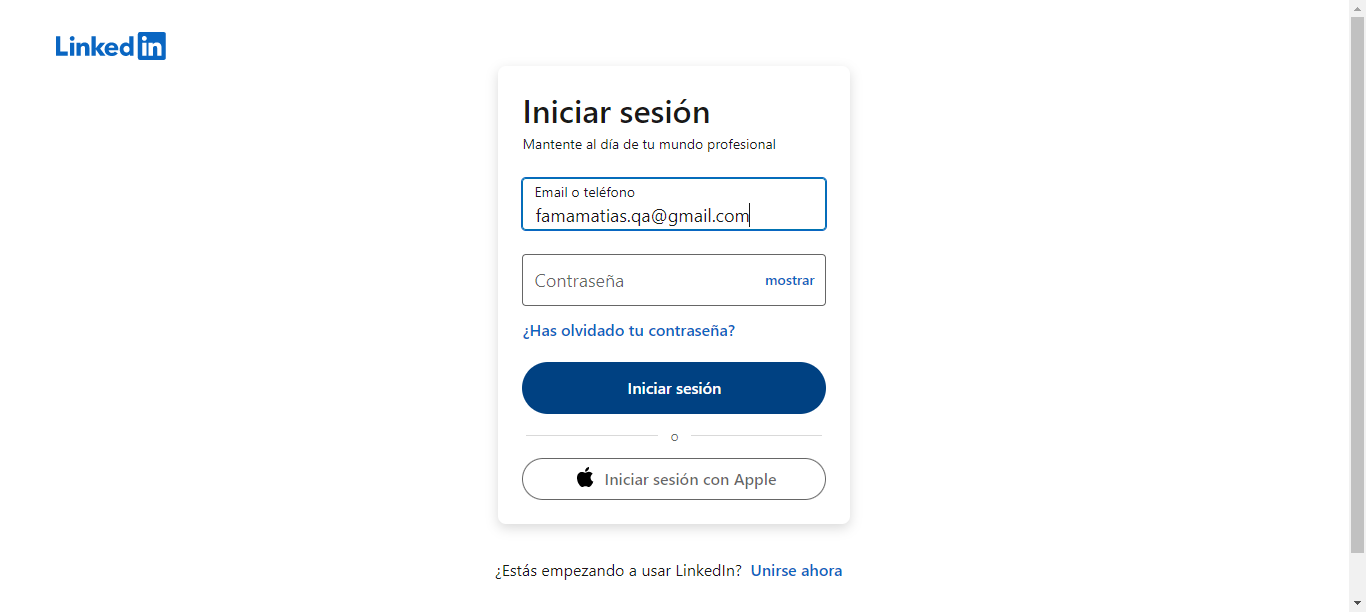 LinkedIn
Iniciar sesión
Mantente al día de tu mundo profesional
Email o teléfono
famamatias.qa@gmail.com
Contraseña mostrar
¿Has olvidado tu contraseña?
Iniciar sesión
o
Iniciar sesión con Apple
¿Estás empezando a usar LinkedIn? Unirse ahora